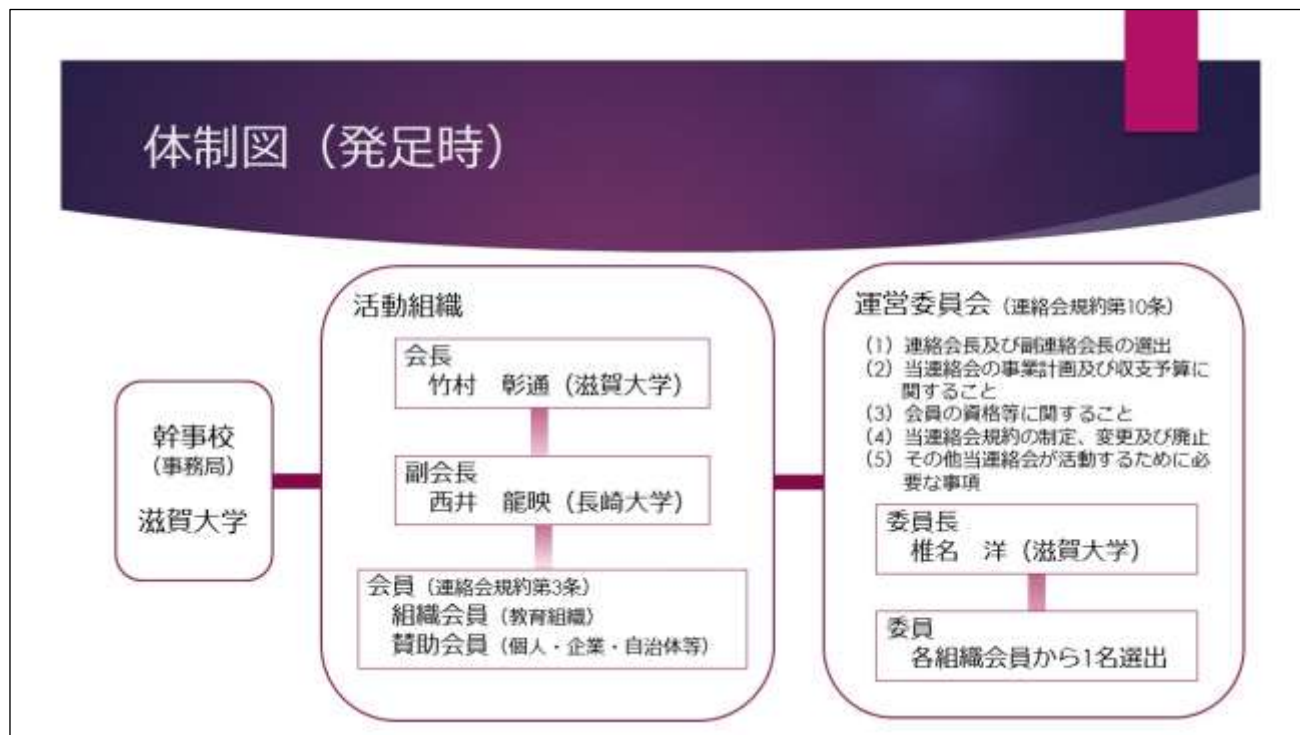 体制図（発足時）
幹事校
（事務局）
滋賀大学
活動組織
会長
竹村　彰通（滋賀大学）
副会長
西井　龍映（長崎大学）
会員（連絡会規約第3条）
組織会員（教育組織）
賛助会員（個人・企業・自治体等）
運営委員会（連絡会規約第10条）
（1）連絡会長及び副連絡会長の選出
（2）当連絡会の事業計画及び収支予算に
関すること
（3）会員の資格等に関すること
（4）当連絡会規約の制定、変更及び廃止
（5）その他当連絡会が活動するために必
要な事項
委員長
椎名　洋（滋賀大学）
委員
各組織会員から1名選出